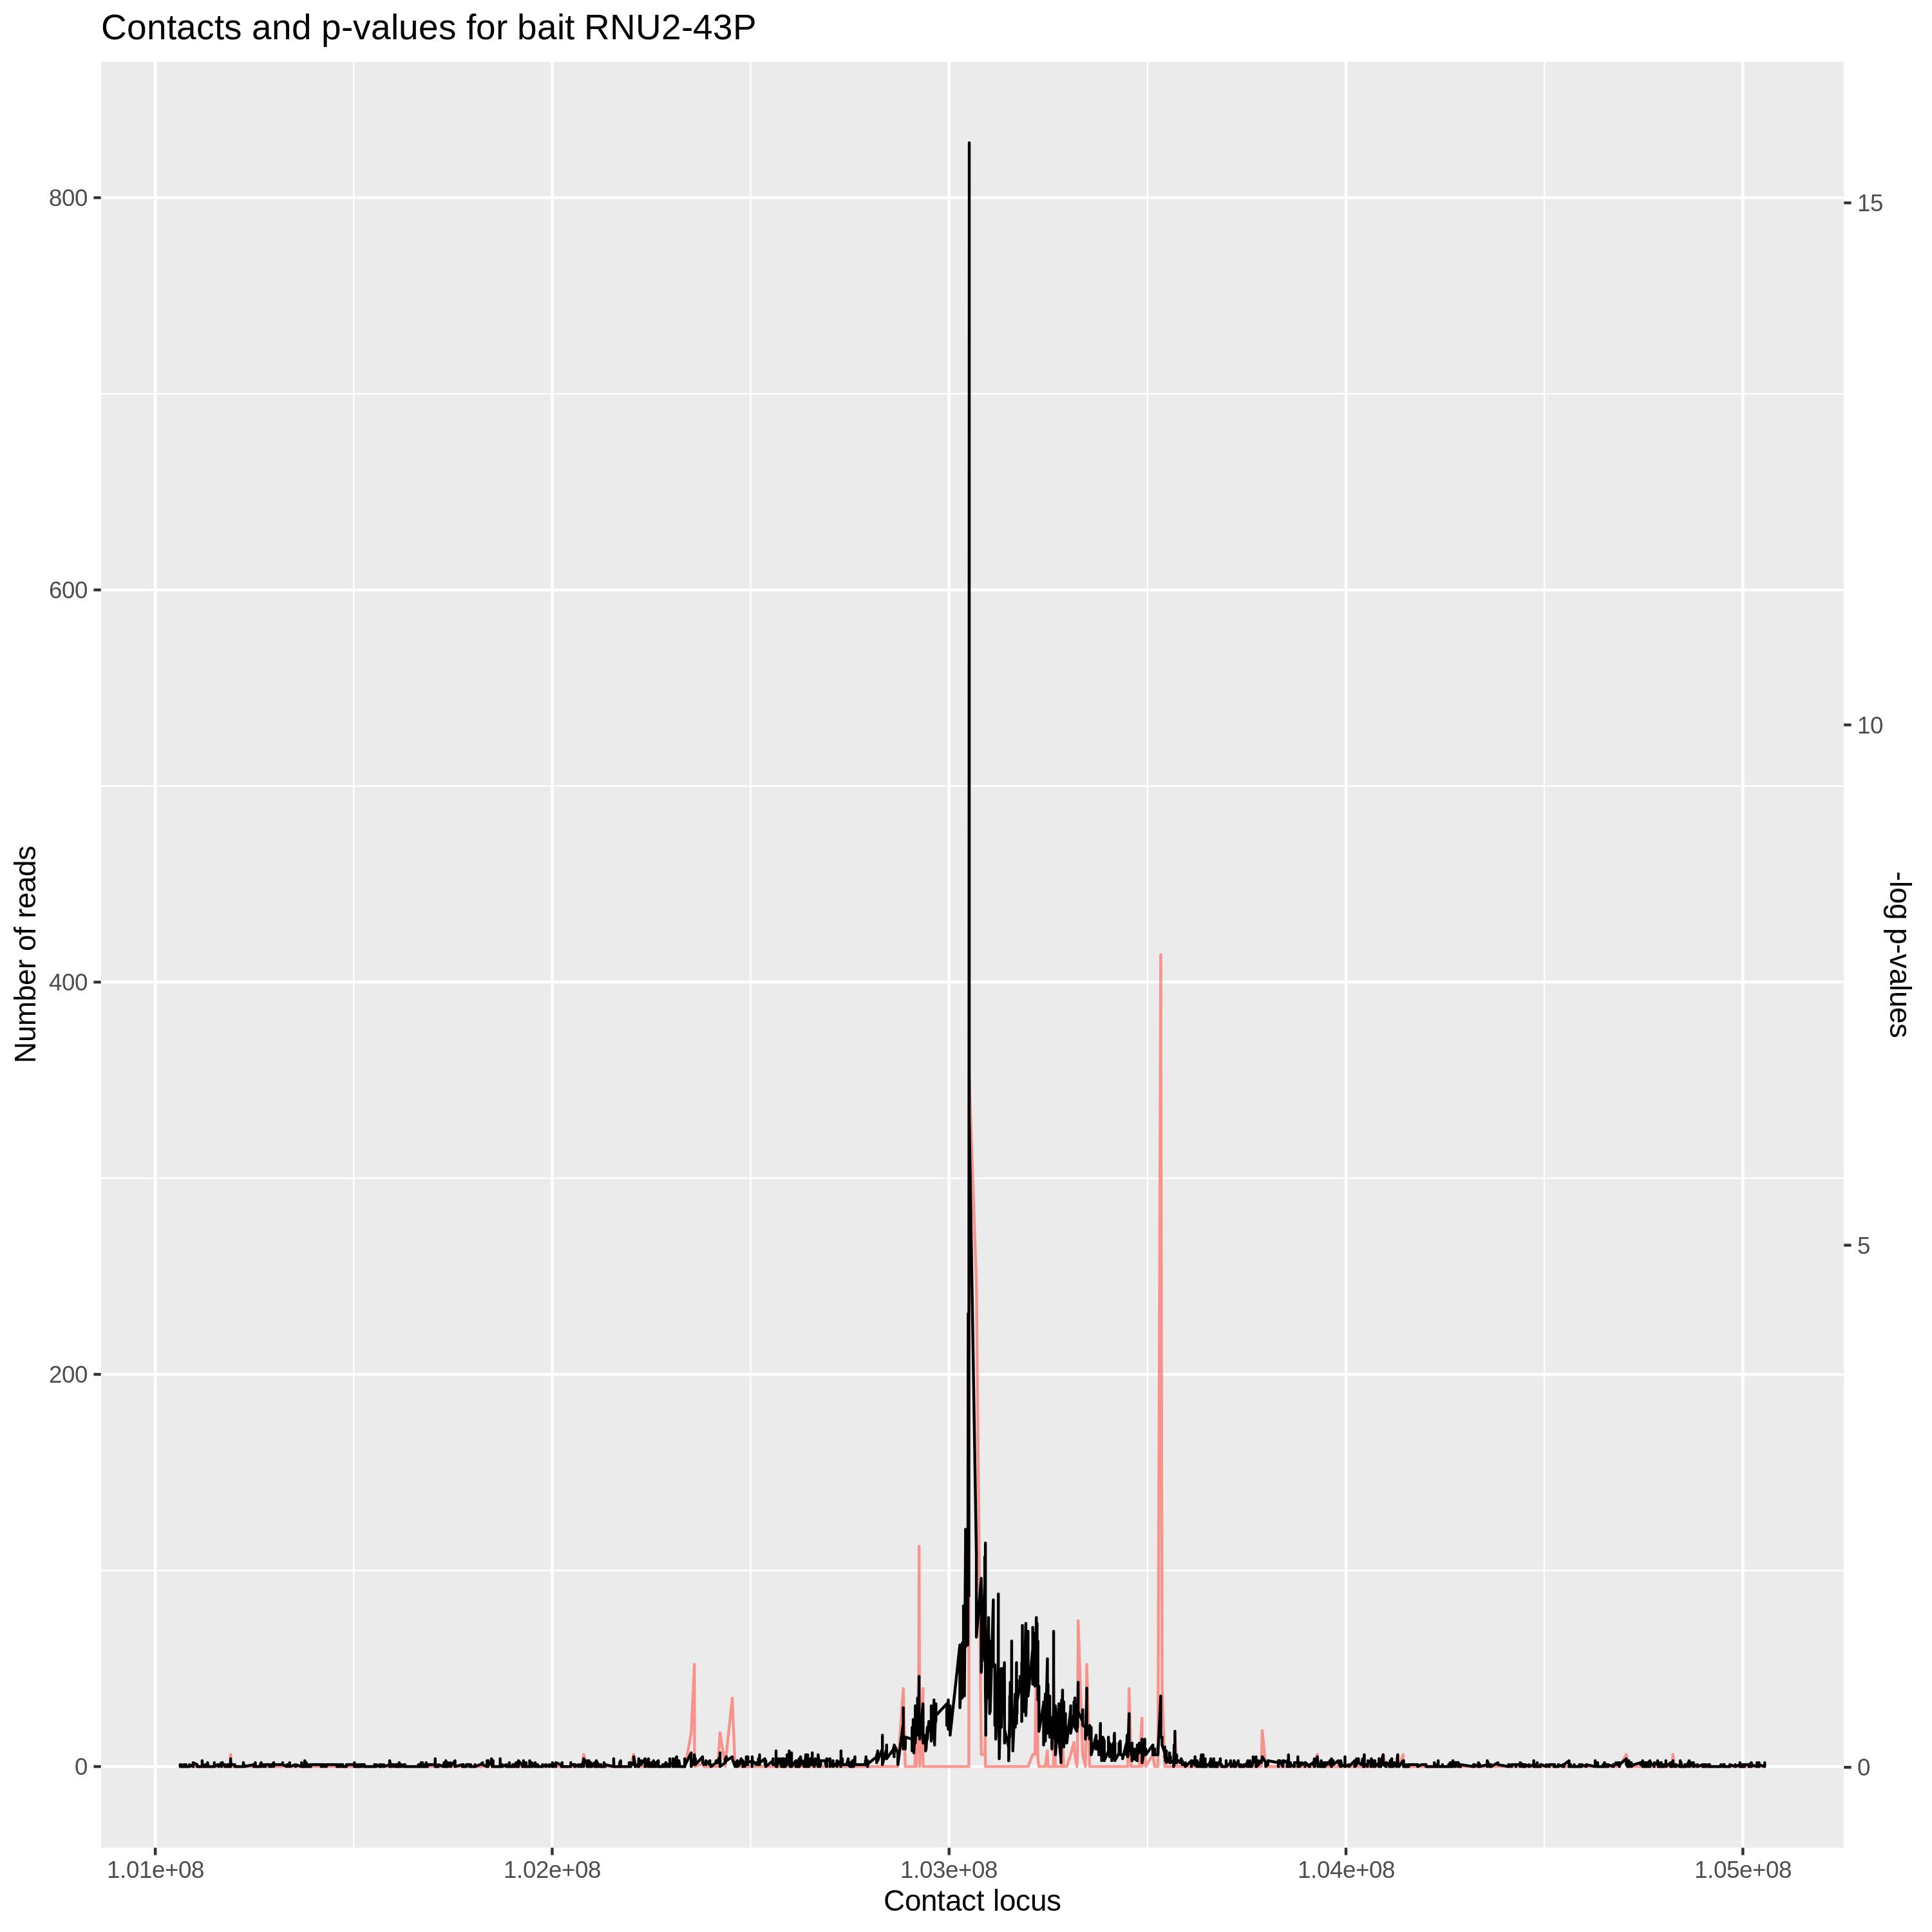 Contacts and p-values for bait RNU2-43P
800
600
400
200
0
15
10
5
0
Number of reads
-log p-values
1.01e+08
1.02e+08
1.03e+08
1.04e+08
1.05e+08
Contact locus